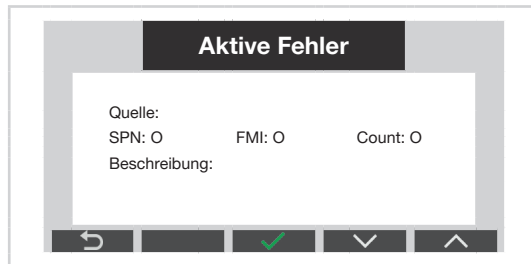 Aktive Fehler
Quelle:
SPN: O FMI: O Count: O
Beschreibung: